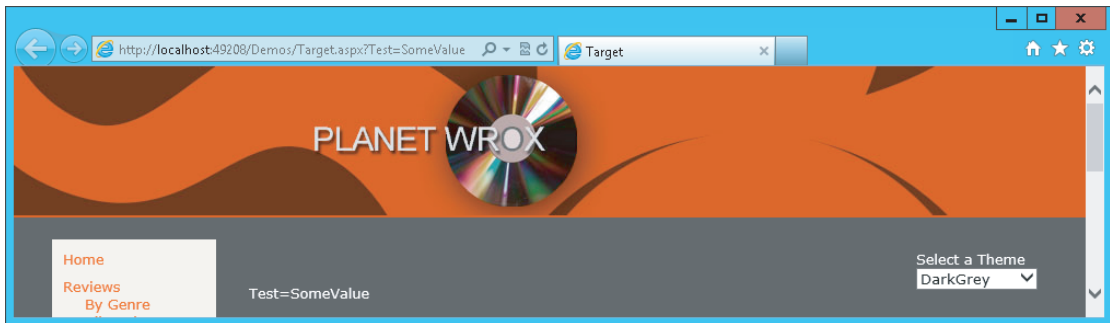 http://localhost:49208/Demos/Target.aspx?Test=SomeValue
Target
PLANET WROX
Home
Select a Theme
Reviews
DarkGrey
Test=SomeValue
By Genre